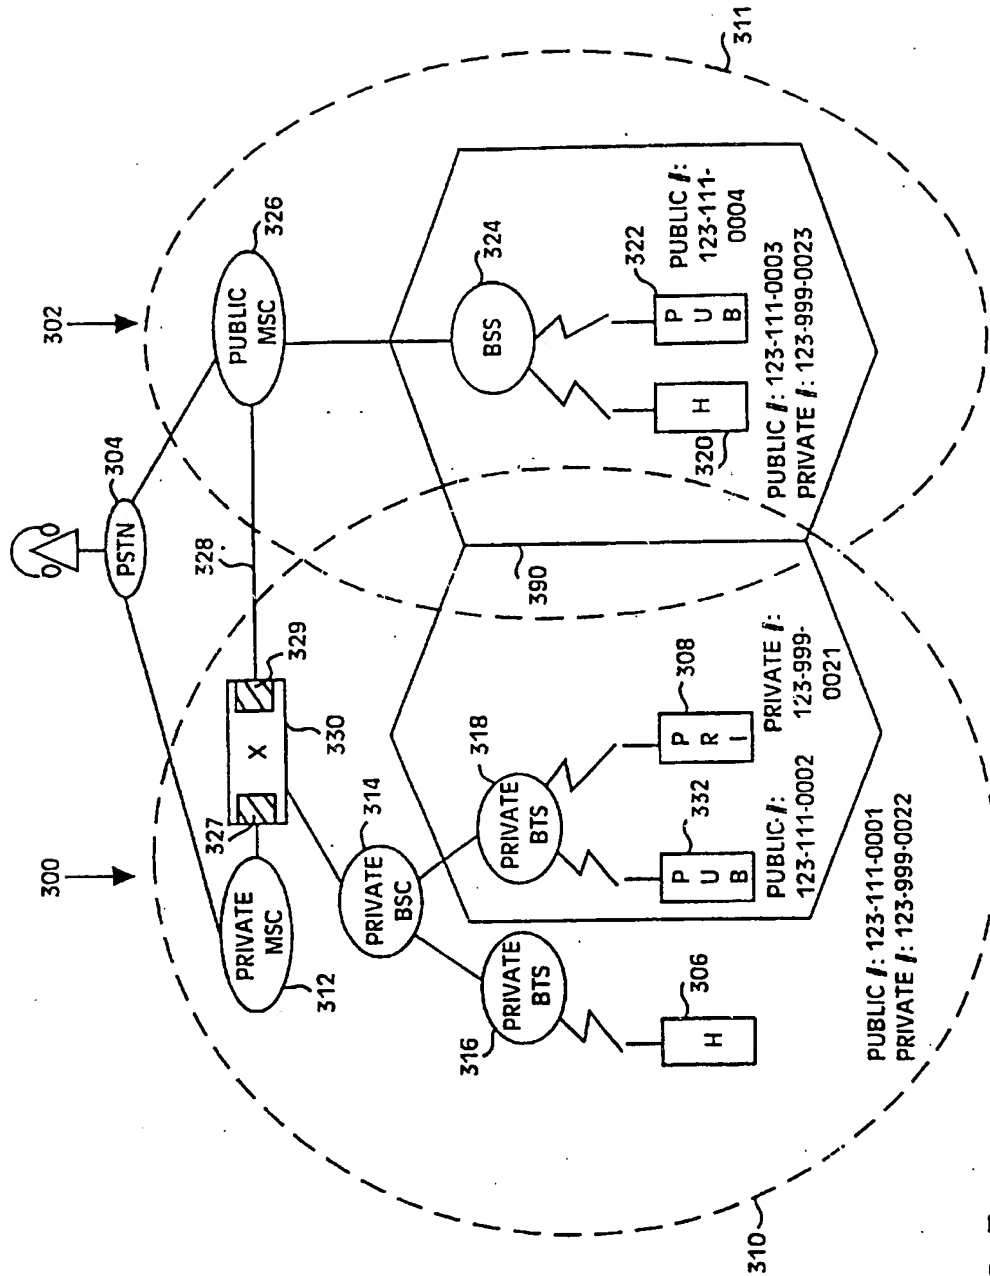 300
302
304
PSTN
326
PUBLIC
MSC
328
329
327
X
330
PRIVATE
MSC
312
314
PRIVATE
BSC
318
PRIVATE
BTS
316
PRIVATE
BTS
324
BSS
306
H
332
P
U
B
308
P
R
I
320
H
322
P
U
B
PUBLIC #:
123-111-0002
PRIVATE #:
123-999-
0021
PUBLIC #: 123-111-0001
PRIVATE #: 123-999-0022
PUBLIC #: 123-111-0003
PRIVATE #: 123-999-0023
PUBLIC #:
123-111-
0004
390
310
311